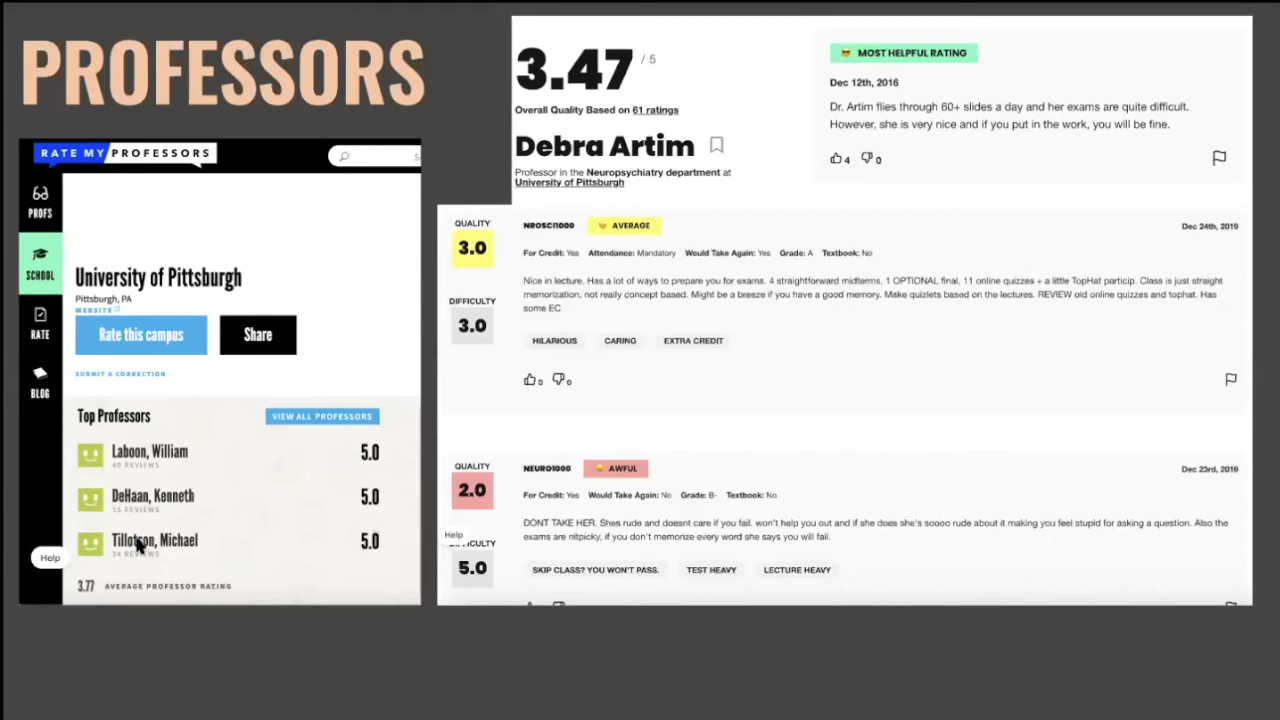 PROFESSORS
RATE MY PROFESSORS
PROFS
SCHOOL
RATE
BLOG
Help
University of Pittsburgh
Pittsburgh, PA
WEBSITE
Rate this campus
Share
SUBMIT A CORRECTION
Top Professors
VIEW ALL PROFESSORS
Laboon, William
5.0
40 REVIEWS
DeHaan, Kenneth
5.0
35 REVIEWS
Tillotson, Michael
5.0
34 REVIEWS
3.77 AVERAGE PROFESSOR RATING
3.47 / 5
Overall Quality Based on 61 ratings
Debra Artim
Professor in the Neuropsychiatry department at
University of Pittsburgh
MOST HELPFUL RATING
Dec 12th, 2016
Dr. Artim flies through 60+ slides a day and her exams are quite difficult.
However, she is very nice and if you put in the work, you will be fine.
4 0
QUALITY
3.0
DIFFICULTY
3.0
NROSCI1000 AVERAGE Dec 24th, 2019
For Credit: Yes Attendance: Mandatory Would Take Again: Yes Grade: A Textbook: No
Nice in lecture. Has a lot of ways to prepare you for exams. 4 straightforward midterms, 1 OPTIONAL final, 11 online quizzes + a little TopHat particip. Class is just straight
memorization, not really concept based. Might be a breeze if you have a good memory. Make quizlets based on the lectures. REVIEW old online quizzes and tophat. Has
some EC
HILARIOUS CARING EXTRA CREDIT
0 0
QUALITY
2.0
Help
5.0
NEURO1000 AWFUL Dec 23rd, 2019
For Credit: Yes Would Take Again: No Grade: B- Textbook: No
DONT TAKE HER. Shes rude and doesnt care if you fail. won't help you out and if she does she's soooo rude about it making you feel stupid for asking a question. Also the
exams are nitpicky, if you don't memorize every word she says you will fail.
SKIP CLASS? YOU WON'T PASS. TEST HEAVY LECTURE HEAVY